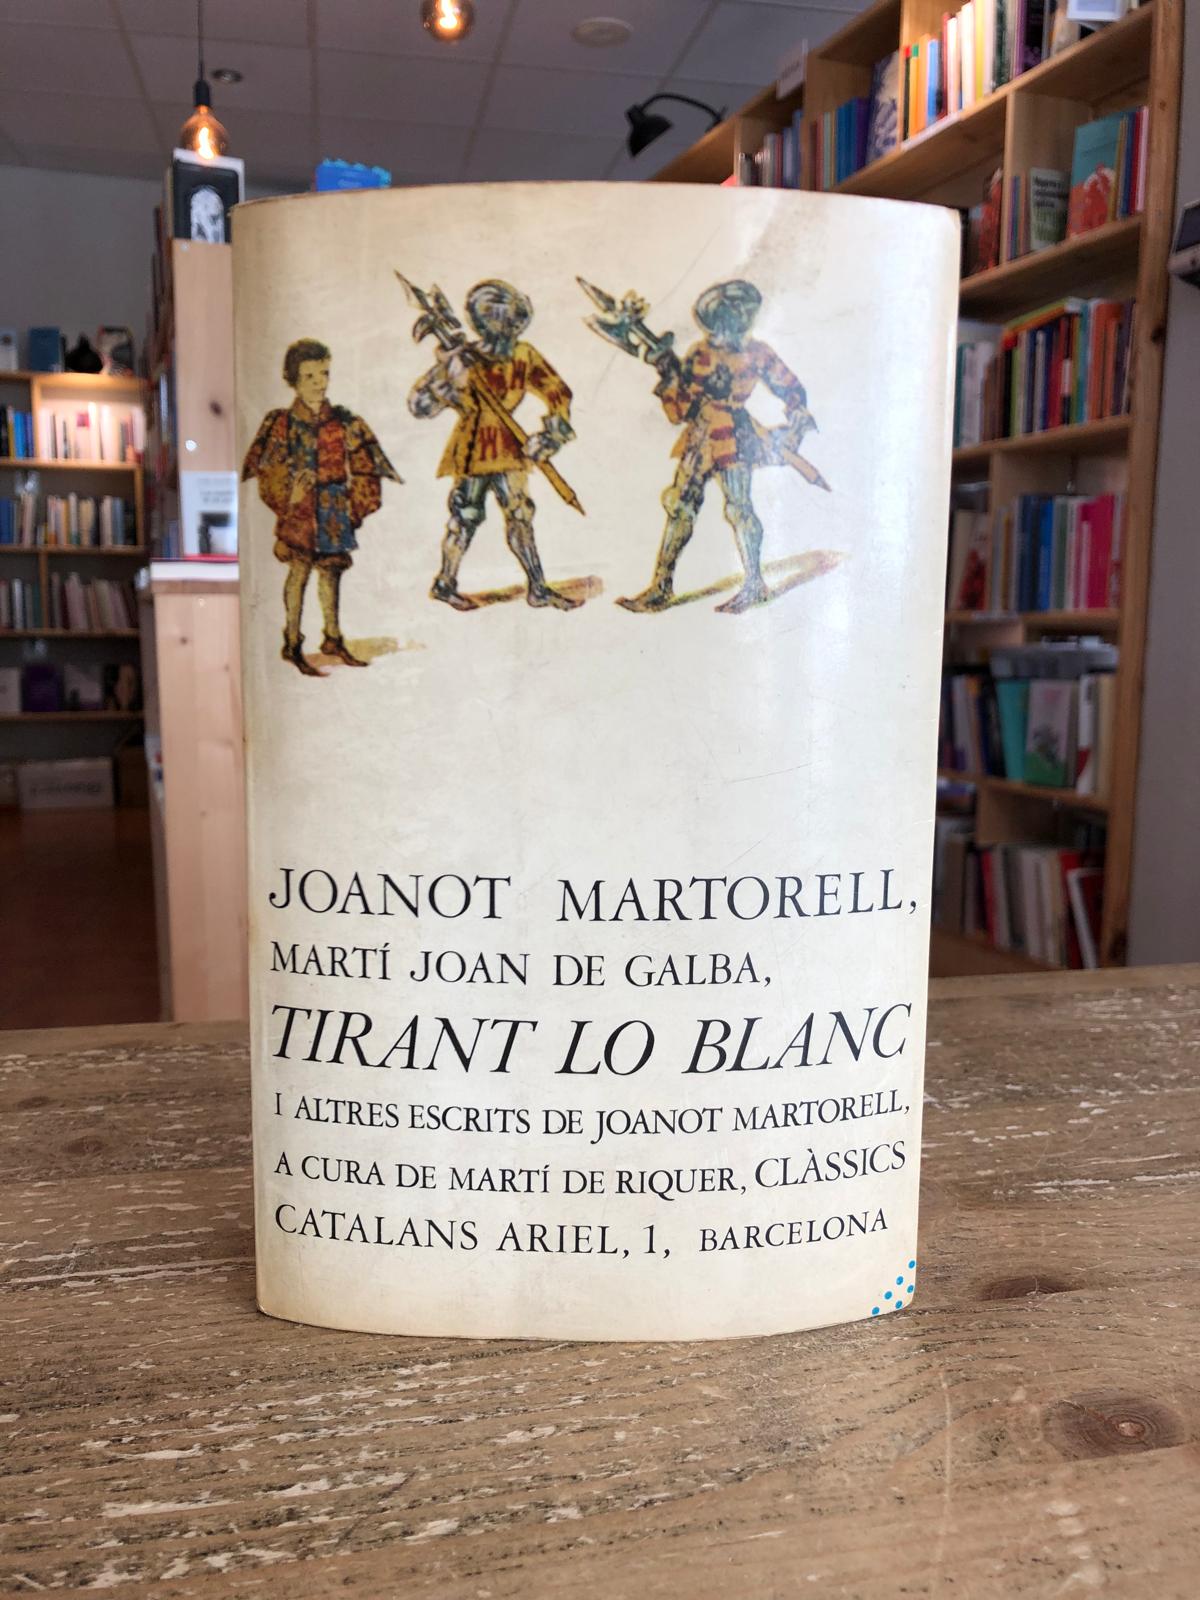 JOANOT MARTORELL,
MARTÍ JOAN DE GALBA,
TIRANT LO BLANC
I ALTRES ESCRITS DE JOANOT MARTORELL,
A CURA DE MARTÍ DE RIQUER, CLÀSSICS
CATALANS ARIEL, 1, BARCELONA